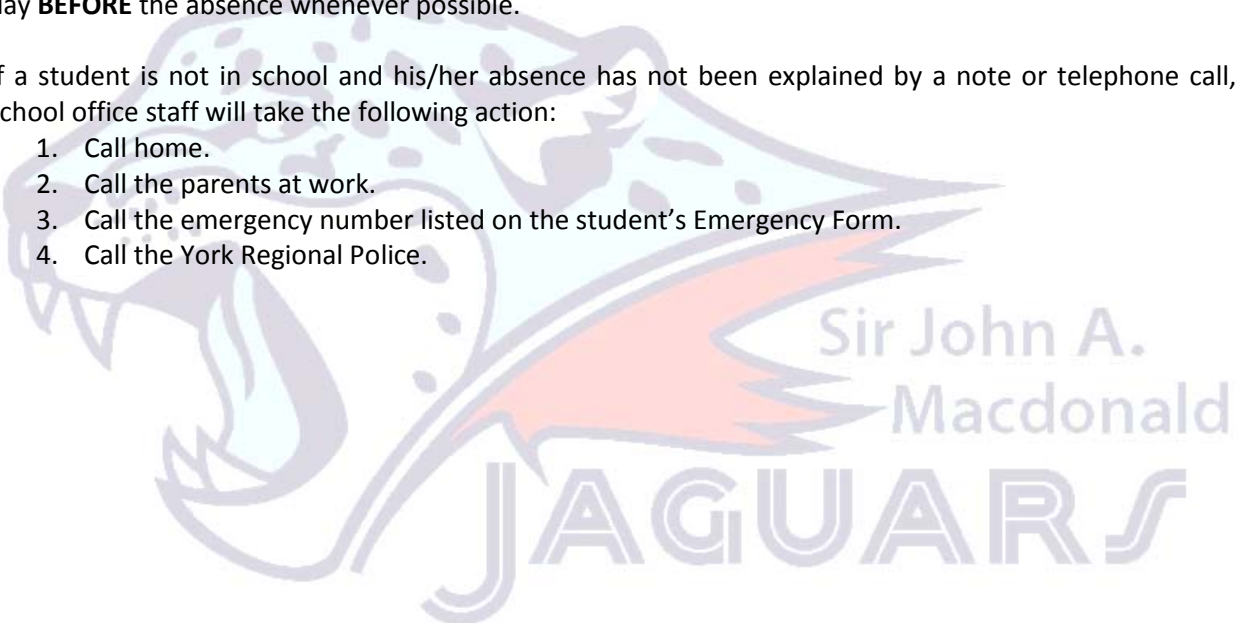 lay BEFORE the absence whenever possible.
f a student is not in school and his/her absence has not been explained by a note or telephone call,
chool office staff will take the following action:
1. Call home.
2. Call the parents at work.
3. Call the emergency number listed on the student’s Emergency Form.
4. Call the York Regional Police.
Sir John A.
Macdonald
JAGUARS